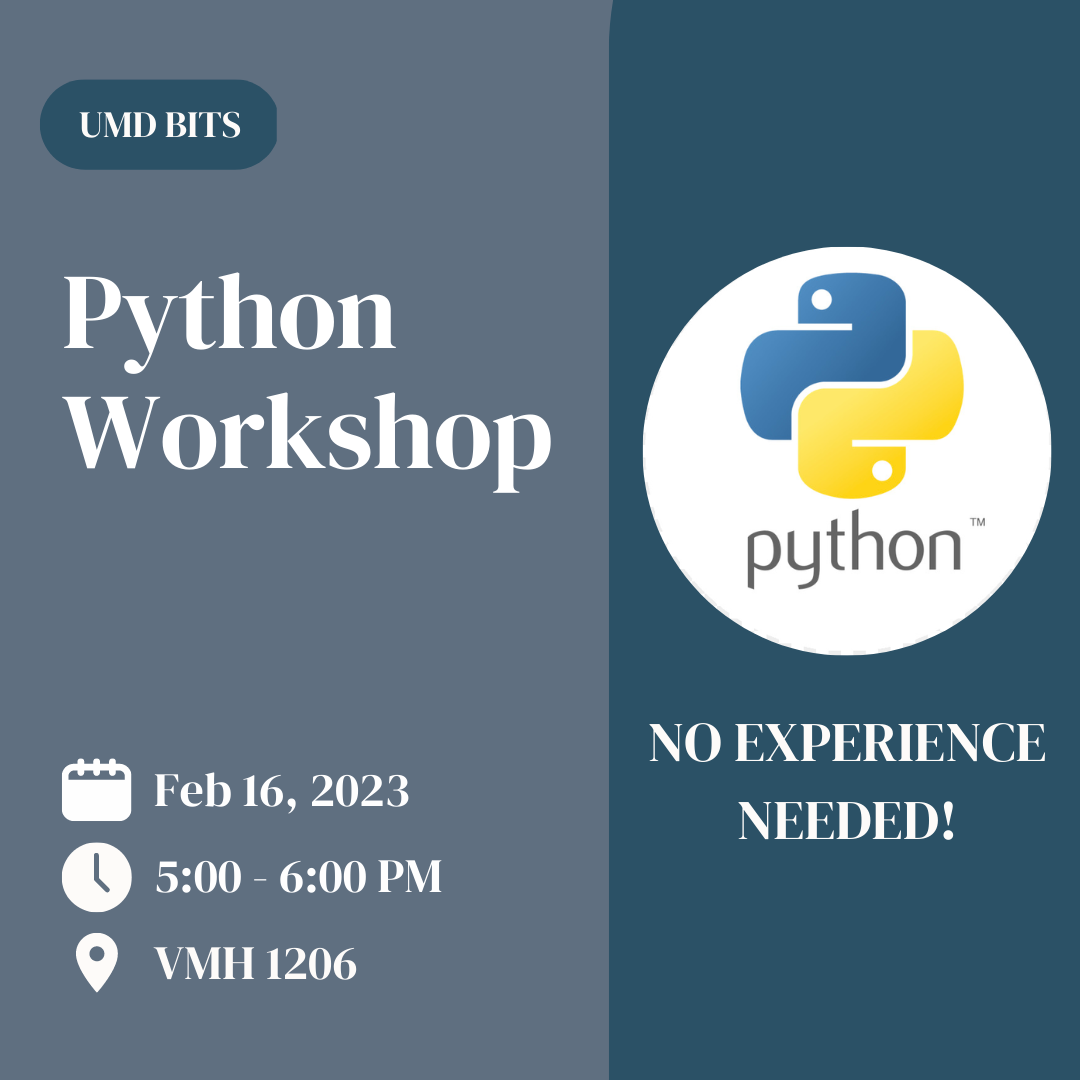 UMD BITS
Python
Workshop
Feb 16, 2023
5:00 - 6:00 PM
VMH 1206
python™
NO EXPERIENCE
NEEDED!